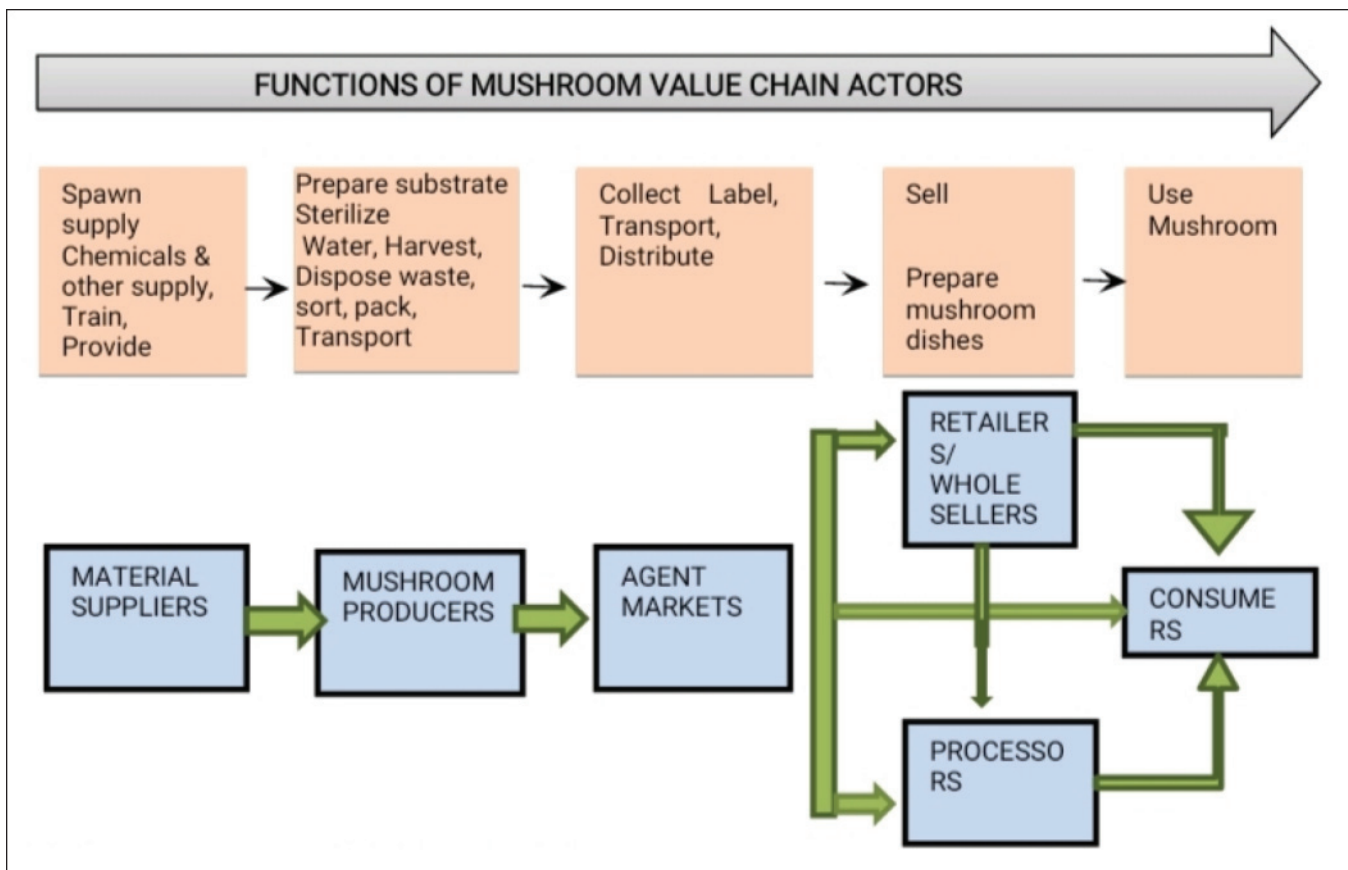 FUNCTIONS OF MUSHROOM VALUE CHAIN ACTORS
Spawn
supply
Chemicals &
other supply,
Train,
Provide
Prepare substrate
Sterilize
Water, Harvest,
Dispose waste,
sort, pack,
Transport
Collect Label,
Transport,
Distribute
Sell
Prepare
mushroom
dishes
Use
Mushroom
MATERIAL
SUPPLIERS
MUSHROOM
PRODUCERS
AGENT
MARKETS
RETAILER
S/
WHOLE
SELLERS
PROCESSO
RS
CONSUME
RS